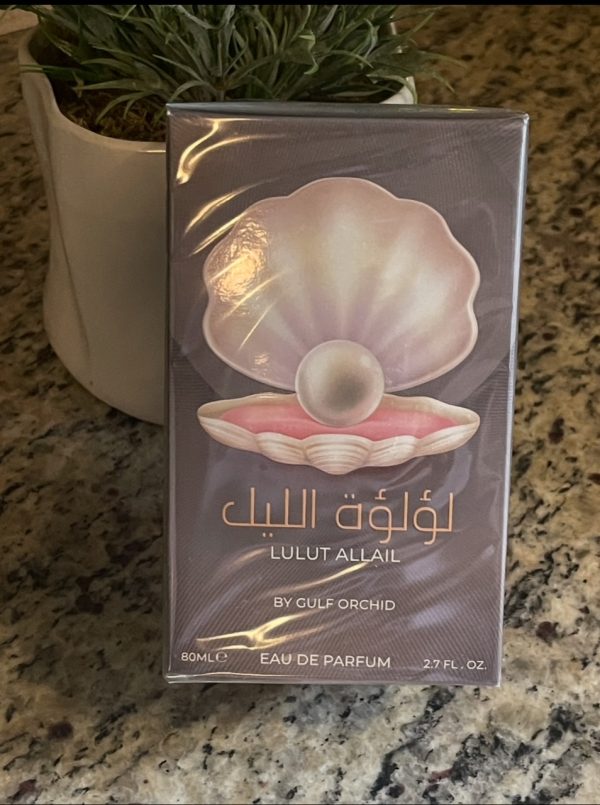 لؤلؤة الليل
LULUT ALLAIL
BY GULF ORCHID
80ML℮ EAU DE PARFUM 2.7 FL. OZ.